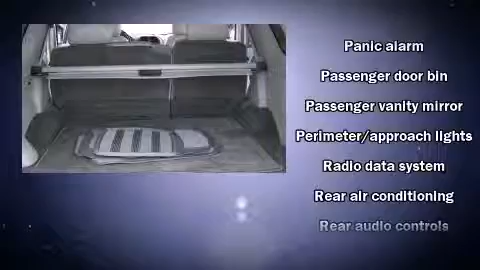 Panic alarm
Passenger door bin
Passenger vanity mirror
Perimeter/approach lights
Radio data system
Rear air conditioning
Rear audio controls